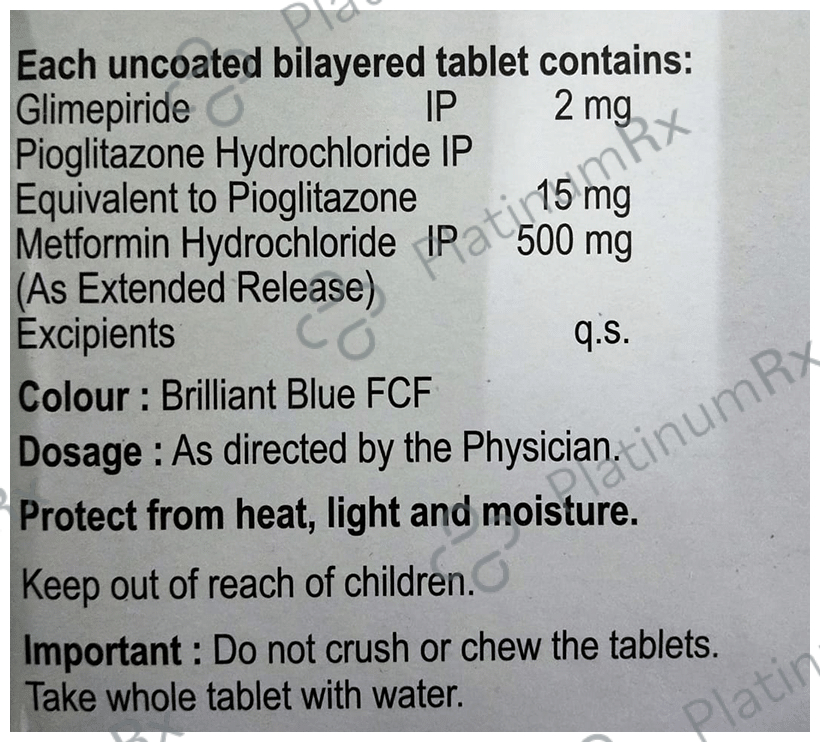 Each uncoated bilayered tablet contains:
Glimepiride IP 2 mg
Pioglitazone Hydrochloride IP
Equivalent to Pioglitazone 15 mg
Metformin Hydrochloride IP 500 mg
(As Extended Release)
Excipients q.s.
Colour : Brilliant Blue FCF
Dosage : As directed by the Physician.
Protect from heat, light and moisture.
Keep out of reach of children.
Important : Do not crush or chew the tablets.
Take whole tablet with water.
PlatinumRx
PlatinumRx